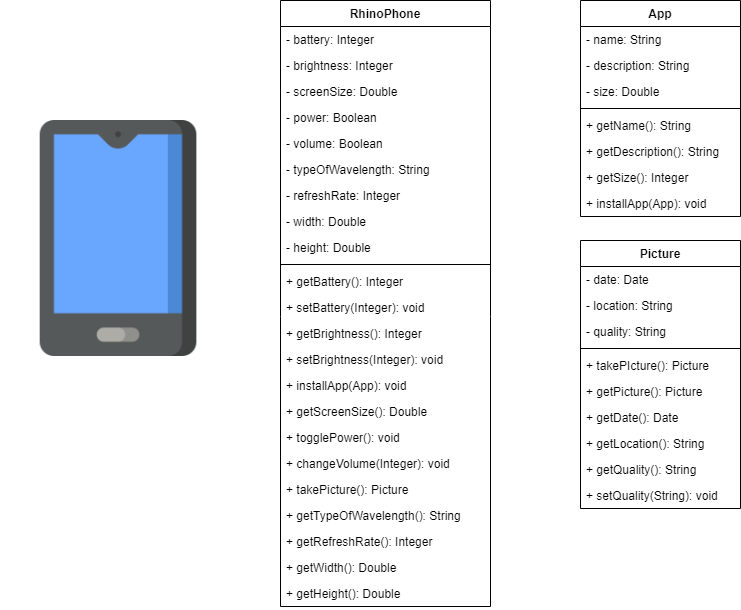 RhinoPhone
- battery: Integer
- brightness: Integer
- screenSize: Double
- power: Boolean
- volume: Boolean
- typeOfWavelength: String
- refreshRate: Integer
- width: Double
- height: Double
+ getBattery(): Integer
+ setBattery(Integer): void
+ getBrightness(): Integer
+ setBrightness(Integer): void
+ installApp(App): void
+ getScreenSize(): Double
+ togglePower(): void
+ changeVolume(Integer): void
+ takePicture(): Picture
+ getTypeOfWavelength(): String
+ getRefreshRate(): Integer
+ getWidth(): Double
+ getHeight(): Double
App
- name: String
- description: String
- size: Double
+ getName(): String
+ getDescription(): String
+ getSize(): Integer
+ installApp(App): void
Picture
- date: Date
- location: String
- quality: String
+ takePIcture(): Picture
+ getPicture(): Picture
+ getDate(): Date
+ getLocation(): String
+ getQuality(): String
+ setQuality(String): void